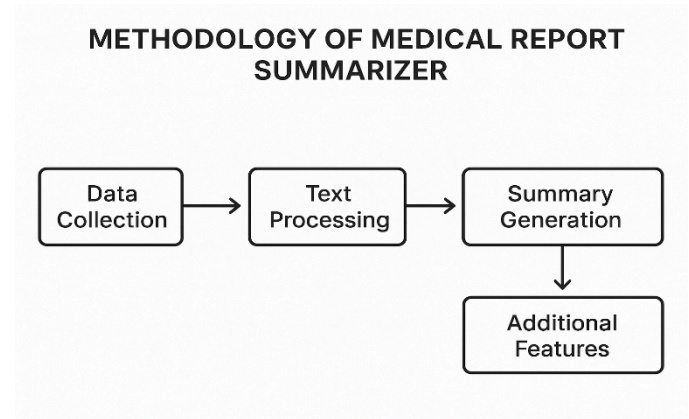 METHODOLOGY OF MEDICAL REPORT
SUMMARIZER
Data
Collection
Text
Processing
Summary
Generation
Additional
Features